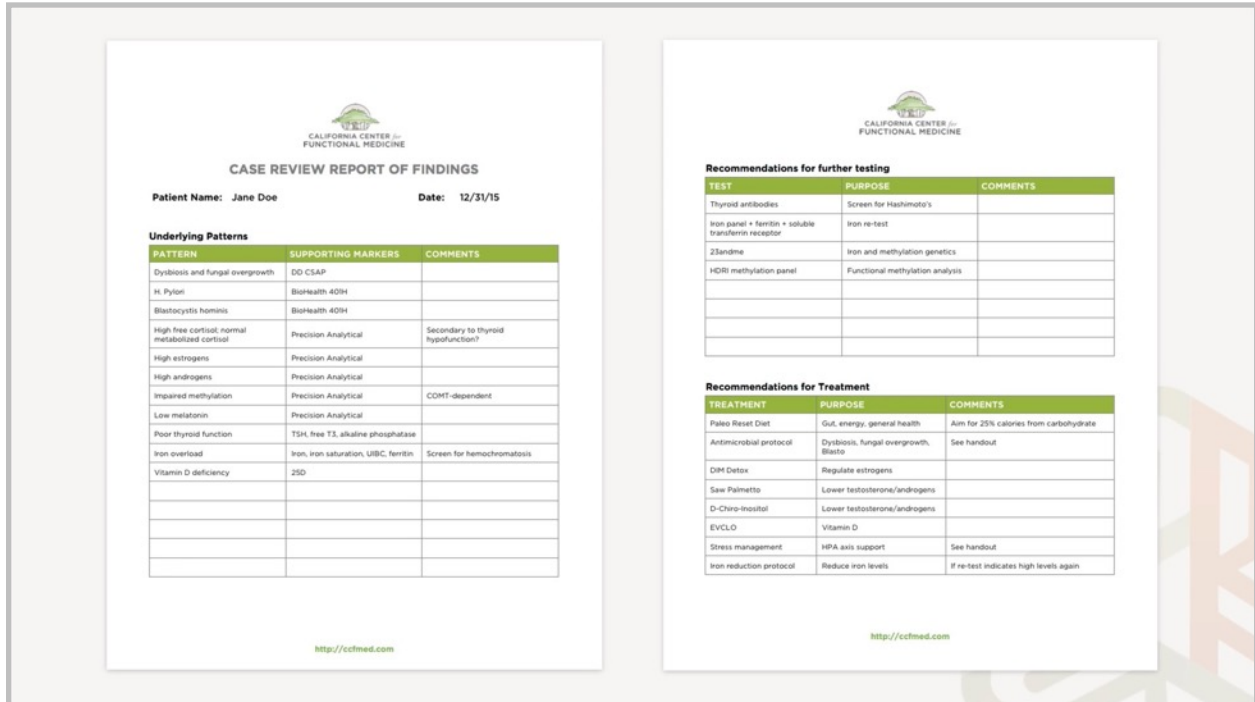 CALIFORNIA CENTER for
FUNCTIONAL MEDICINE
CASE REVIEW REPORT OF FINDINGS
Patient Name: Jane Doe Date: 12/31/15
Underlying Patterns
PATTERN SUPPORTING MARKERS COMMENTS
Dysbiosis and fungal overgrowth DD CSAP
H. Pylori BioHealth 401H
Blastocystis hominis BioHealth 401H
High free cortisol; normal
metabolized cortisol Precision Analytical Secondary to thyroid
hypofunction?
High estrogens Precision Analytical
High androgens Precision Analytical
Impaired methylation Precision Analytical COMT-dependent
Low melatonin Precision Analytical
Poor thyroid function TSH, free T3, alkaline phosphatase
Iron overload Iron, iron saturation, UIBC, ferritin Screen for hemochromatosis
Vitamin D deficiency 25D
http://ccfmed.com
CALIFORNIA CENTER for
FUNCTIONAL MEDICINE
Recommendations for further testing
TEST PURPOSE COMMENTS
Thyroid antibodies Screen for Hashimoto's
Iron panel + ferritin + soluble
transferrin receptor Iron re-test
23andme Iron and methylation genetics
HDRI methylation panel Functional methylation analysis
Recommendations for Treatment
TREATMENT PURPOSE COMMENTS
Paleo Reset Diet Gut, energy, general health Aim for 25% calories from carbohydrate
Antimicrobial protocol Dysbiosis, fungal overgrowth,
Blasto See handout
DIM Detox Regulate estrogens
Saw Palmetto Lower testosterone/androgens
D-Chiro-Inositol Lower testosterone/androgens
EVCLO Vitamin D
Stress management HPA axis support See handout
Iron reduction protocol Reduce iron levels If re-test indicates high levels again
http://ccfmed.com